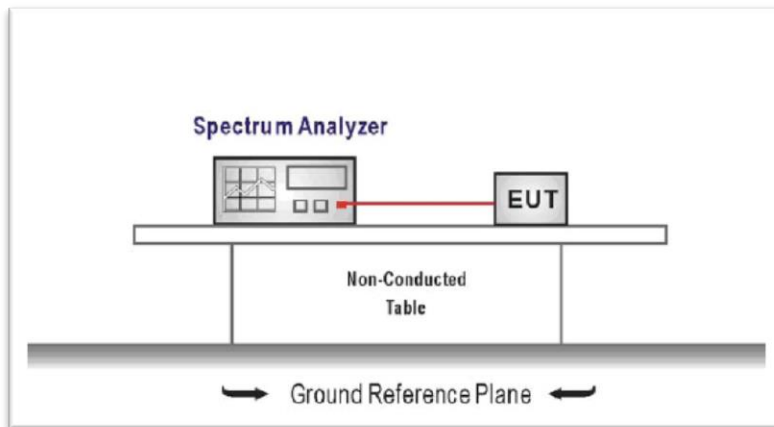 Spectrum Analyzer
EUT
Non-Conducted
Table
Ground Reference Plane